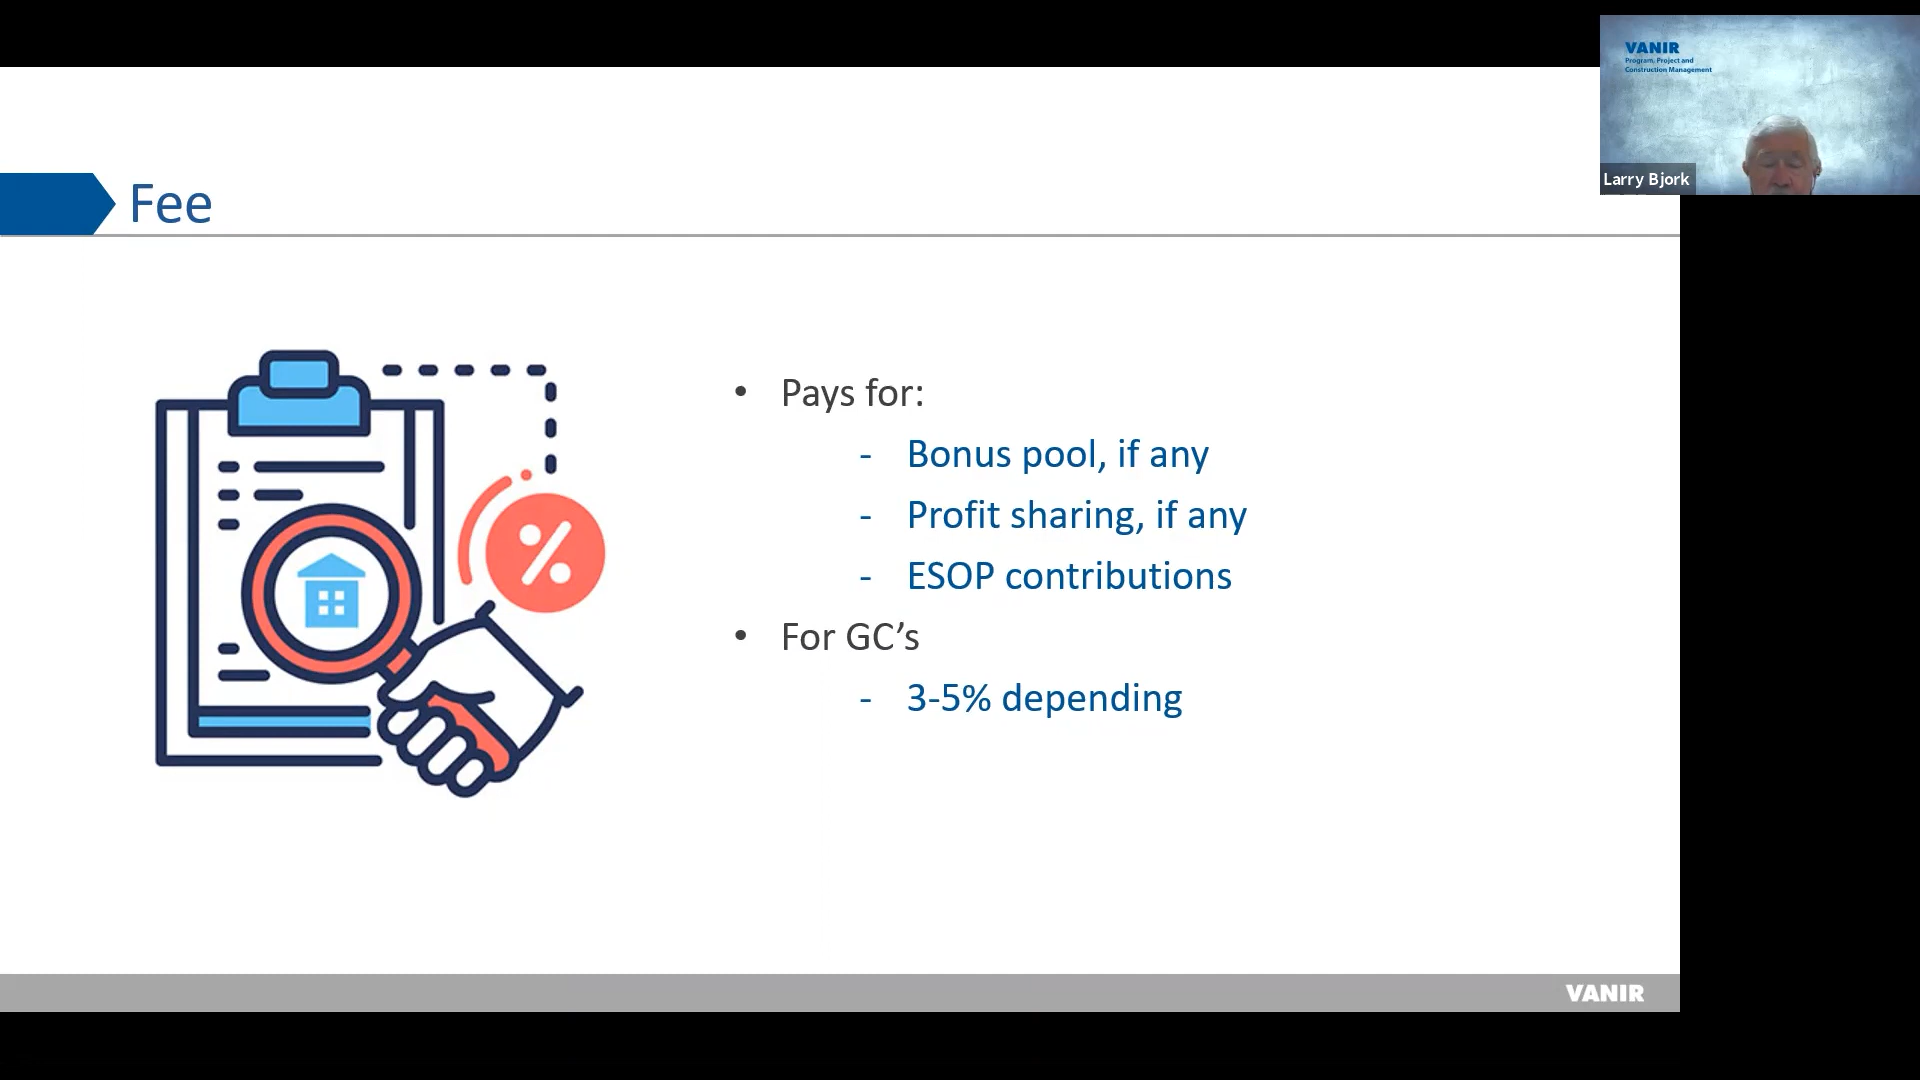 VANIR
Program, Project and
Construction Management
Larry Bjork
Fee
• Pays for:
- Bonus pool, if any
- Profit sharing, if any
- ESOP contributions
• For GC’s
- 3-5% depending
%
VANIR